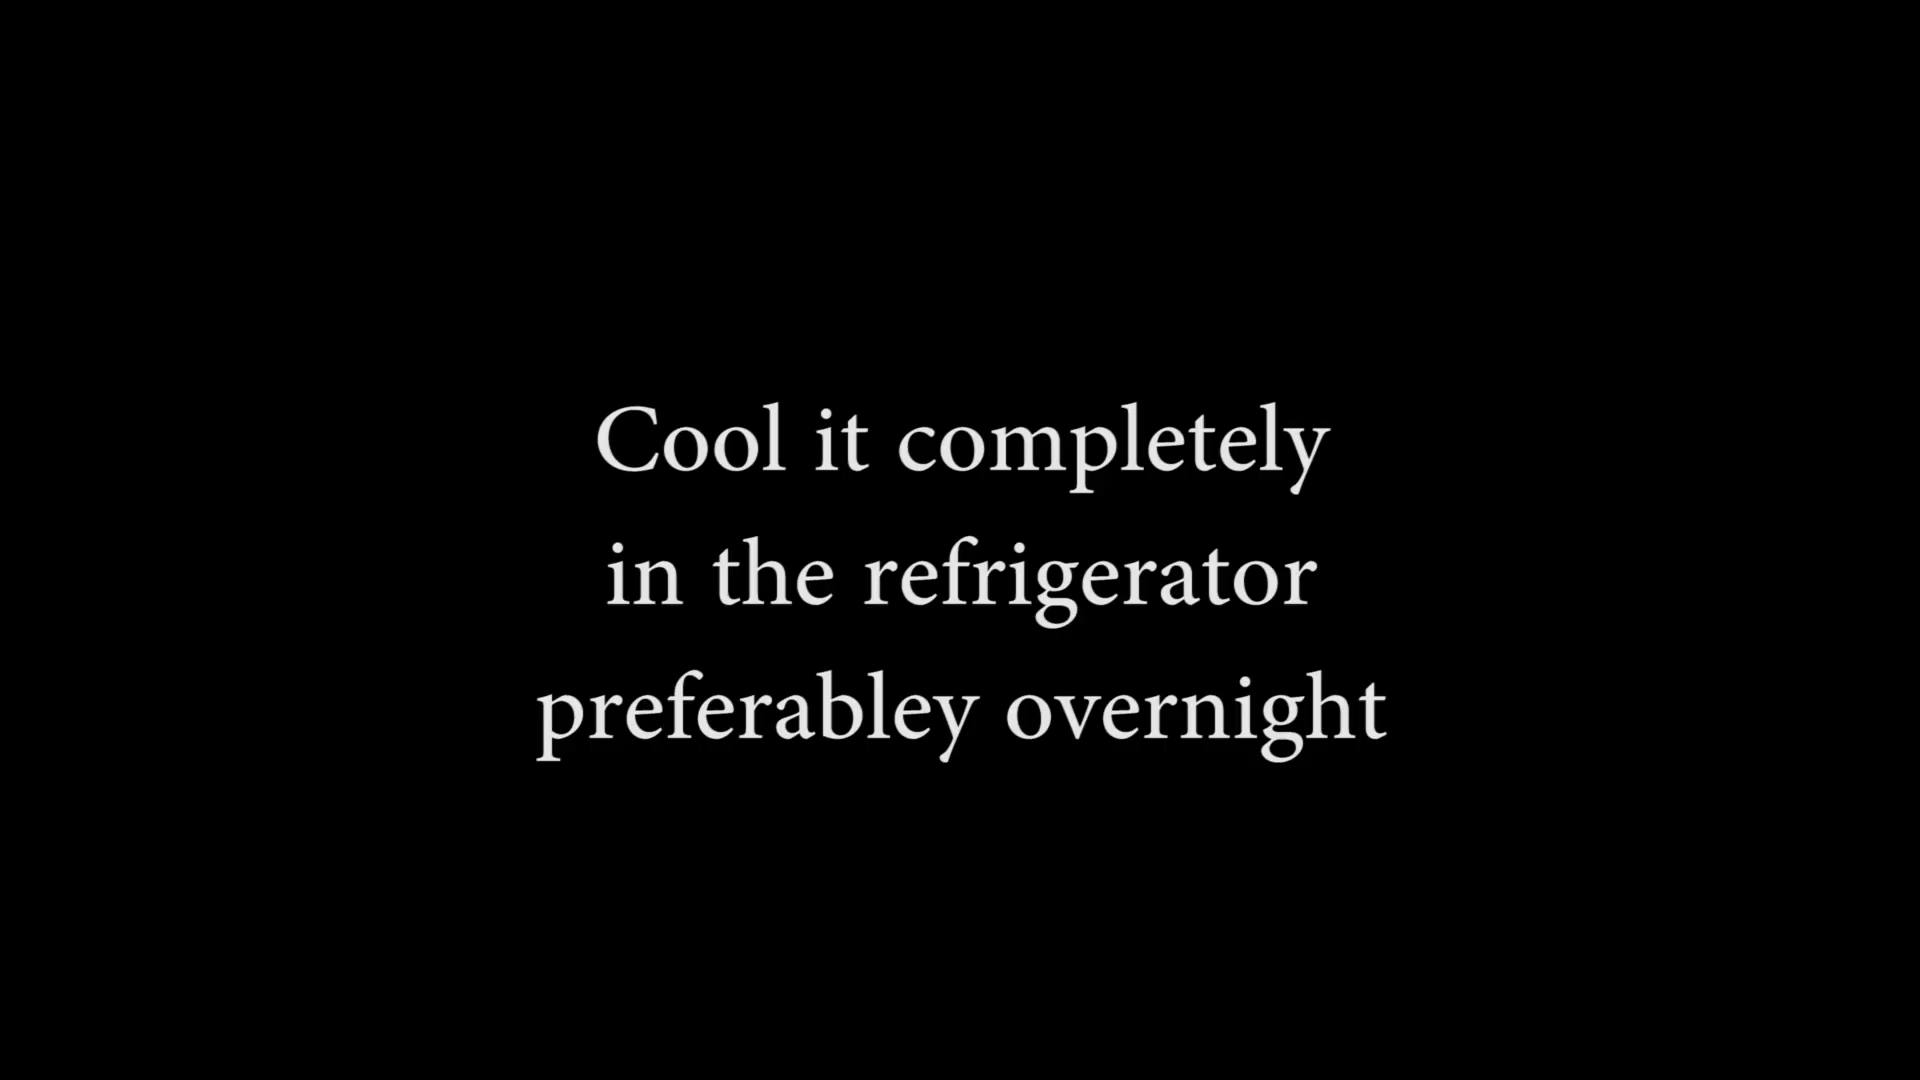 Cool it completely
in the refrigerator
preferabley overnight